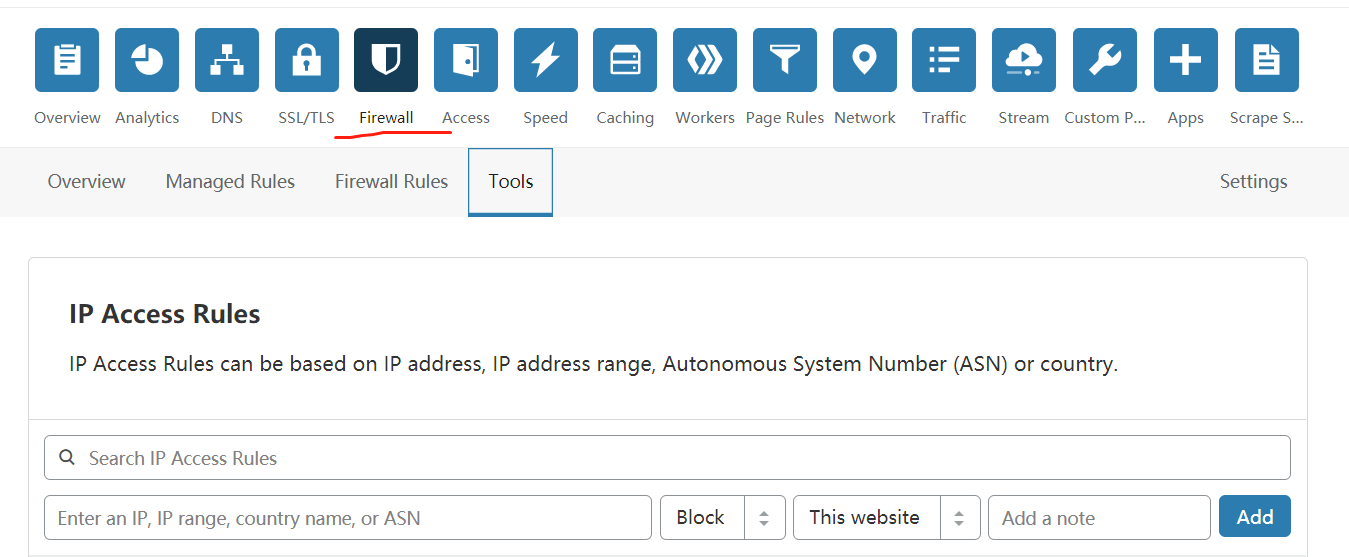 Overview Analytics DNS SSL/TLS Firewall Access Speed Caching Workers Page Rules Network Traffic Stream Custom P... Apps Scrape S...
Overview Managed Rules Firewall Rules Tools Settings
IP Access Rules
IP Access Rules can be based on IP address, IP address range, Autonomous System Number (ASN) or country.
Search IP Access Rules
Enter an IP, IP range, country name, or ASN Block This website Add a note Add